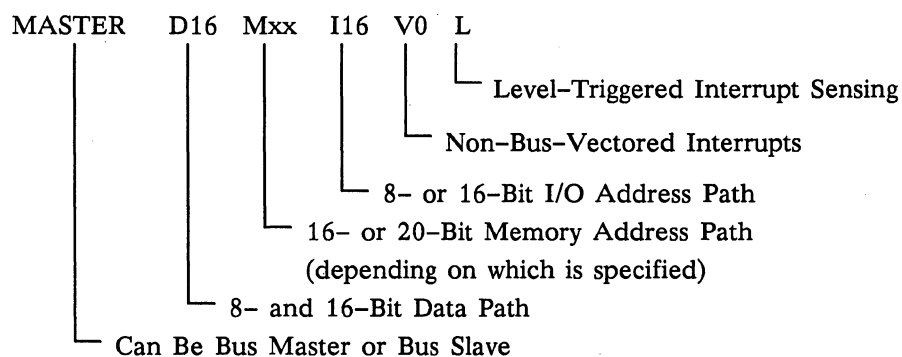 MASTER D16 Mxx I16 V0 L
Level-Triggered Interrupt Sensing
Non-Bus-Vectored Interrupts
8- or 16-Bit I/O Address Path
16- or 20-Bit Memory Address Path
(depending on which is specified)
8- and 16-Bit Data Path
Can Be Bus Master or Bus Slave